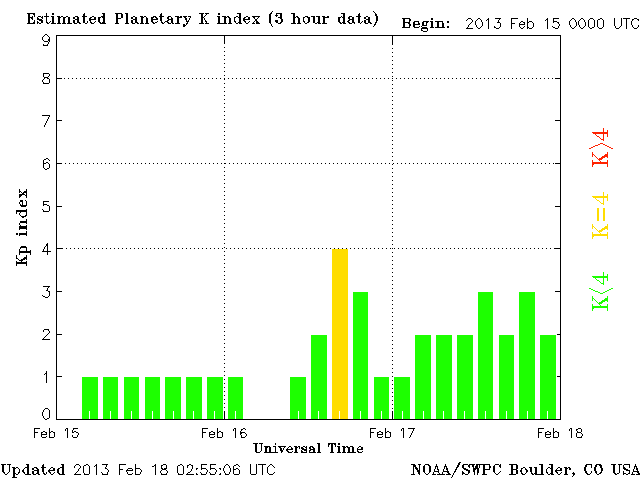 Estimated Planetary K index (3 hour data) Begin: 2013 Feb 15 0000 UTC
9
8
7
6
5
4
3
2
1
0
Kp index
K>4
K=4
K<4
Feb 15 Feb 16 Feb 17 Feb 18
Universal Time
Updated 2013 Feb 18 02:55:06 UTC NOAA/SWPC Boulder, CO USA